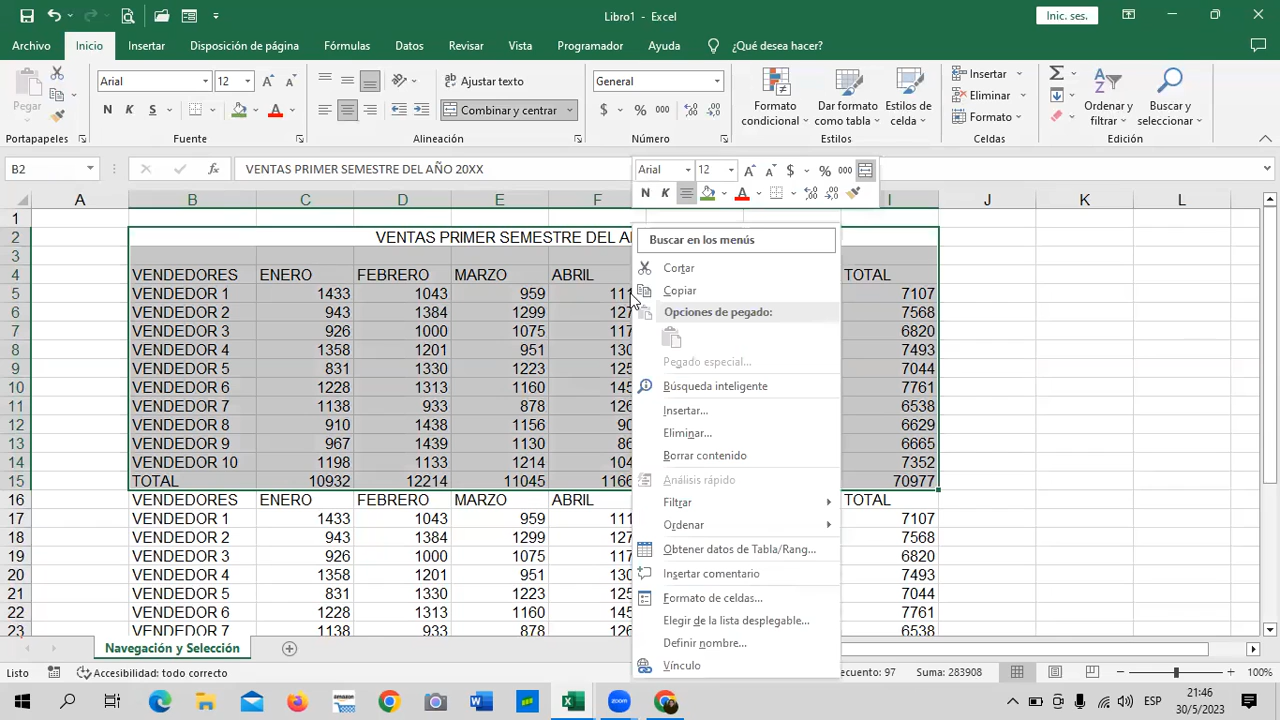 Libro1 - Excel
Inic. ses.
Archivo Inicio Insertar Disposición de página Fórmulas Datos Revisar Vista Programador Ayuda ¿Qué desea hacer?
Pegar
Arial 12
N K S
Ajustar texto
Combinar y centrar
General
$ % 000
Formato condicional
Dar formato como tabla
Estilos de celda
Insertar
Eliminar
Formato
Ordenar y filtrar
Buscar y seleccionar
Portapapeles Fuente Alineación Número Estilos Celdas Edición
B2 fx VENTAS PRIMER SEMESTRE DEL AÑO 20XX
Arial 12 $ % 000
N K
A B C D E F I J K L
1
2 VENTAS PRIMER SEMESTRE DEL A
3
4 VENDEDORES ENERO FEBRERO MARZO ABRIL TOTAL
5 VENDEDOR 1 1433 1043 959 111 7107
6 VENDEDOR 2 943 1384 1299 127 7568
7 VENDEDOR 3 926 1000 1075 117 6820
8 VENDEDOR 4 1358 1201 951 130 7493
9 VENDEDOR 5 831 1330 1223 125 7044
10 VENDEDOR 6 1228 1313 1160 145 7761
11 VENDEDOR 7 1138 933 878 126 6538
12 VENDEDOR 8 910 1438 1156 90 6629
13 VENDEDOR 9 967 1439 1130 86 6665
14 VENDEDOR 10 1198 1133 1214 104 7352
15 TOTAL 10932 12214 11045 1166 70977
16 VENDEDORES ENERO FEBRERO MARZO ABRIL TOTAL
17 VENDEDOR 1 1433 1043 959 111 7107
18 VENDEDOR 2 943 1384 1299 127 7568
19 VENDEDOR 3 926 1000 1075 117 6820
20 VENDEDOR 4 1358 1201 951 130 7493
21 VENDEDOR 5 831 1330 1223 125 7044
22 VENDEDOR 6 1228 1313 1160 145 7761
23 VENDEDOR 7 1138 933 878 126 6538
Buscar en los menús
Cortar
Copiar
Opciones de pegado:
Pegado especial...
Búsqueda inteligente
Insertar...
Eliminar...
Borrar contenido
Análisis rápido
Filtrar
Ordenar
Obtener datos de Tabla/Rang...
Insertar comentario
Formato de celdas...
Elegir de la lista desplegable...
Definir nombre...
Vínculo
Navegación y Selección
Listo Accesibilidad: todo correcto cuento: 97 Suma: 283908 100%
zoom
ESP
21:46
30/5/2023